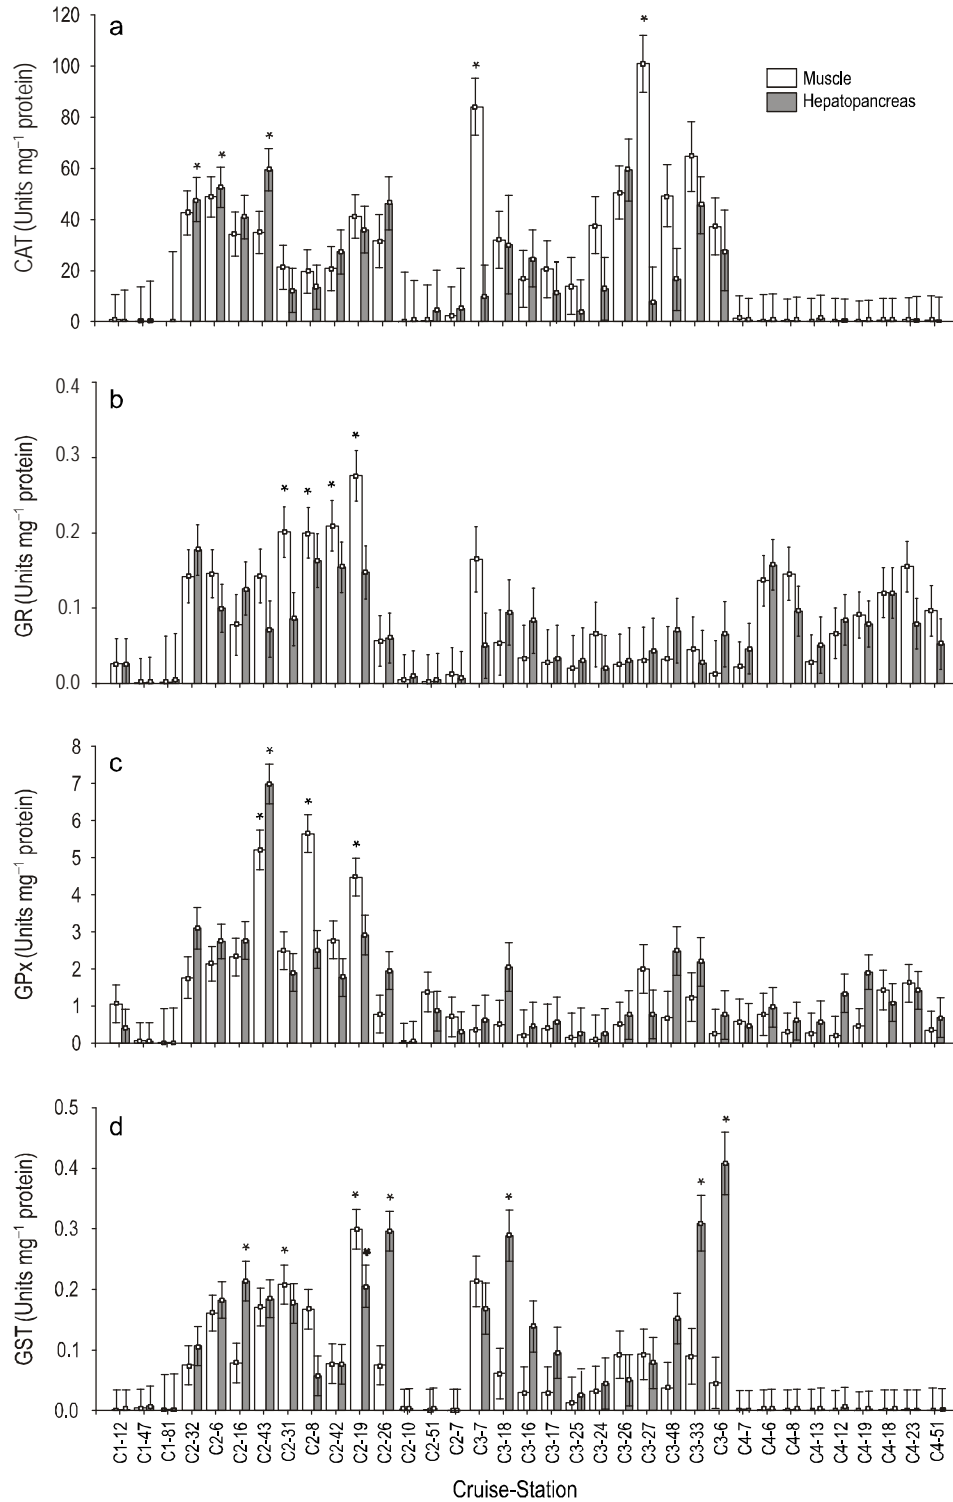 a
CAT (Units mg⁻¹ protein)
120
100
80
60
40
20
0
* * * * *
Muscle
Hepatopancreas
b
GR (Units mg⁻¹ protein)
0.4
0.3
0.2
0.1
0.0
* * * *
c
GPx (Units mg⁻¹ protein)
8
7
6
5
4
3
2
1
0
* * * *
d
GST (Units mg⁻¹ protein)
0.5
0.4
0.3
0.2
0.1
0.0
* * * * * * * *
C1-12
C1-47
C1-81
C2-32
C2-6
C2-16
C2-43
C2-31
C2-8
C2-42
C2-19
C2-26
C2-10
C2-51
C2-7
C3-7
C3-18
C3-16
C3-17
C3-25
C3-24
C3-26
C3-27
C3-48
C3-33
C3-6
C4-7
C4-6
C4-8
C4-13
C4-12
C4-19
C4-18
C4-23
C4-51
Cruise-Station